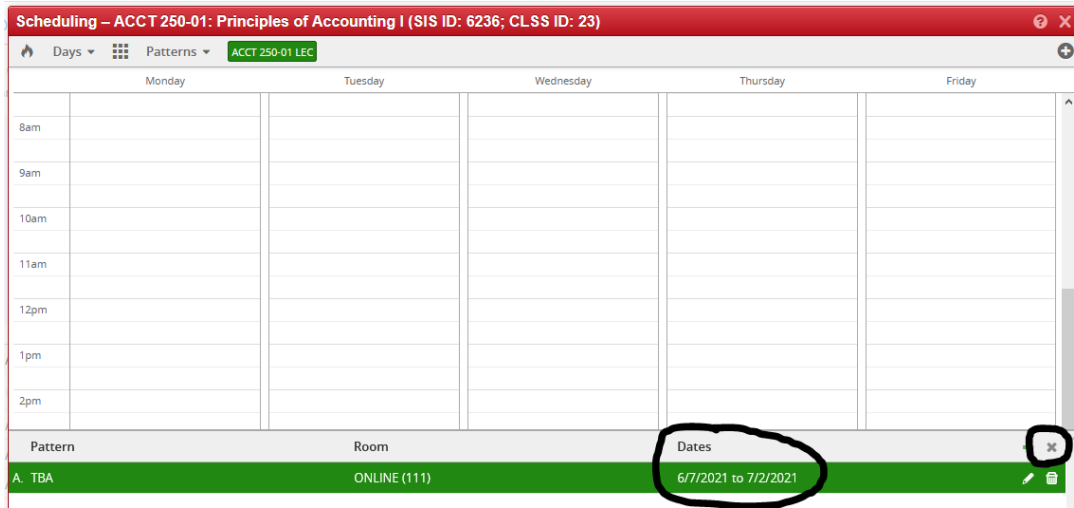 Scheduling – ACCT 250-01: Principles of Accounting I (SIS ID: 6236; CLSS ID: 23)
Days Patterns ACCT 250-01 LEC
Monday Tuesday Wednesday Thursday Friday
8am
9am
10am
11am
12pm
1pm
2pm
Pattern Room Dates
A. TBA ONLINE (111) 6/7/2021 to 7/2/2021